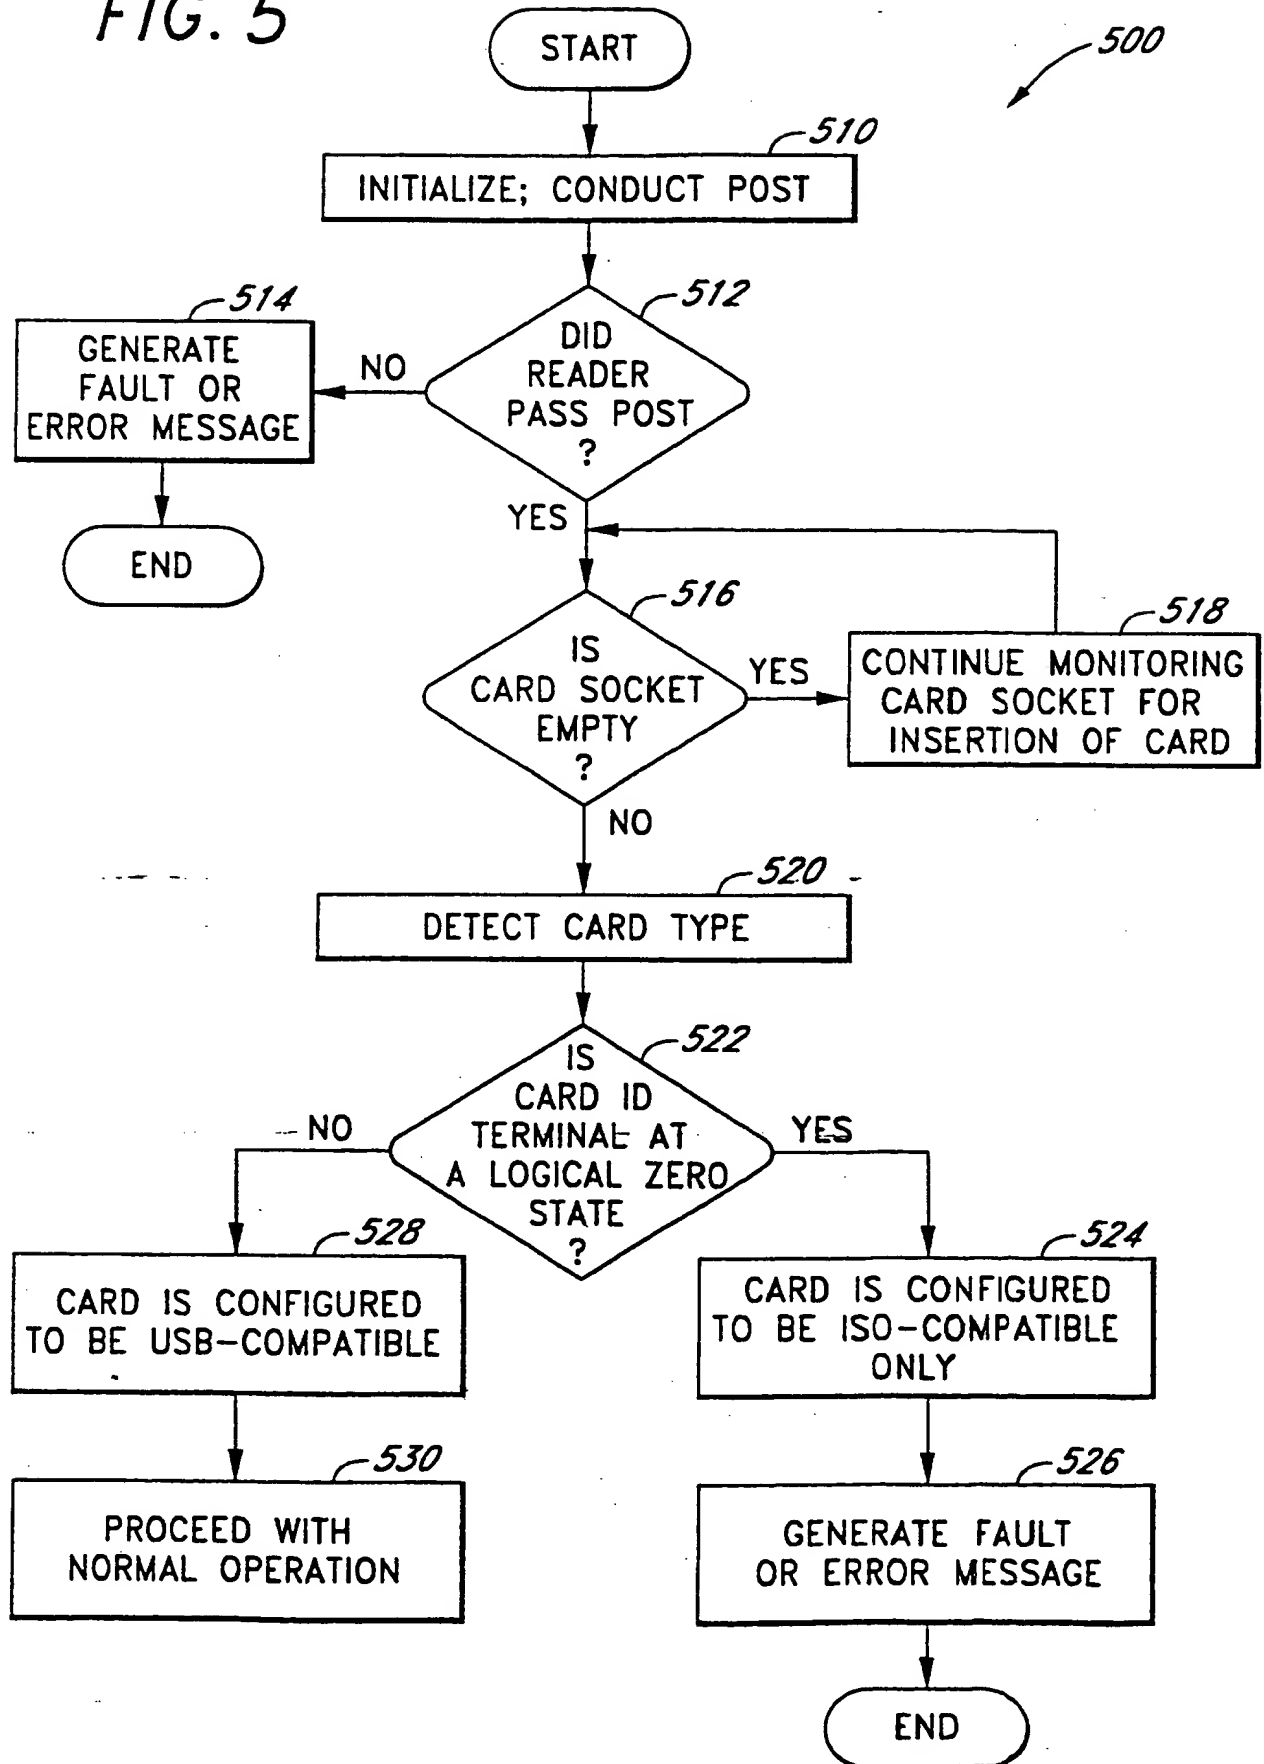 FIG. 5
START
500
510
INITIALIZE; CONDUCT POST
512
DID
READER
PASS POST
?
514
GENERATE
FAULT OR
ERROR MESSAGE
NO
END
YES
516
IS
CARD SOCKET
EMPTY
?
YES
518
CONTINUE MONITORING
CARD SOCKET FOR
INSERTION OF CARD
NO
520
DETECT CARD TYPE
522
IS
CARD ID
TERMINAL AT
A LOGICAL ZERO
STATE
?
NO
YES
528
CARD IS CONFIGURED
TO BE USB-COMPATIBLE
524
CARD IS CONFIGURED
TO BE ISO-COMPATIBLE
ONLY
530
PROCEED WITH
NORMAL OPERATION
526
GENERATE FAULT
OR ERROR MESSAGE
END